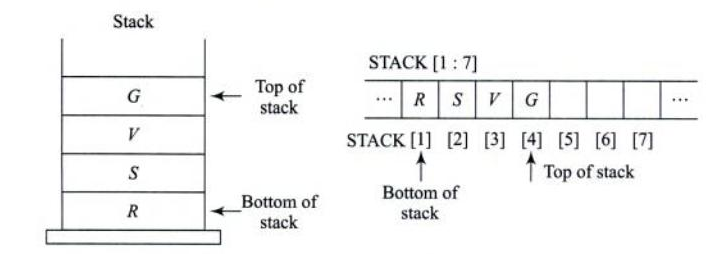 Stack
G
V
S
R
Top of
stack
Bottom of
stack
STACK [1 : 7]
... R S V G ...
STACK [1] [2] [3] [4] [5] [6] [7]
Bottom of
stack
Top of stack